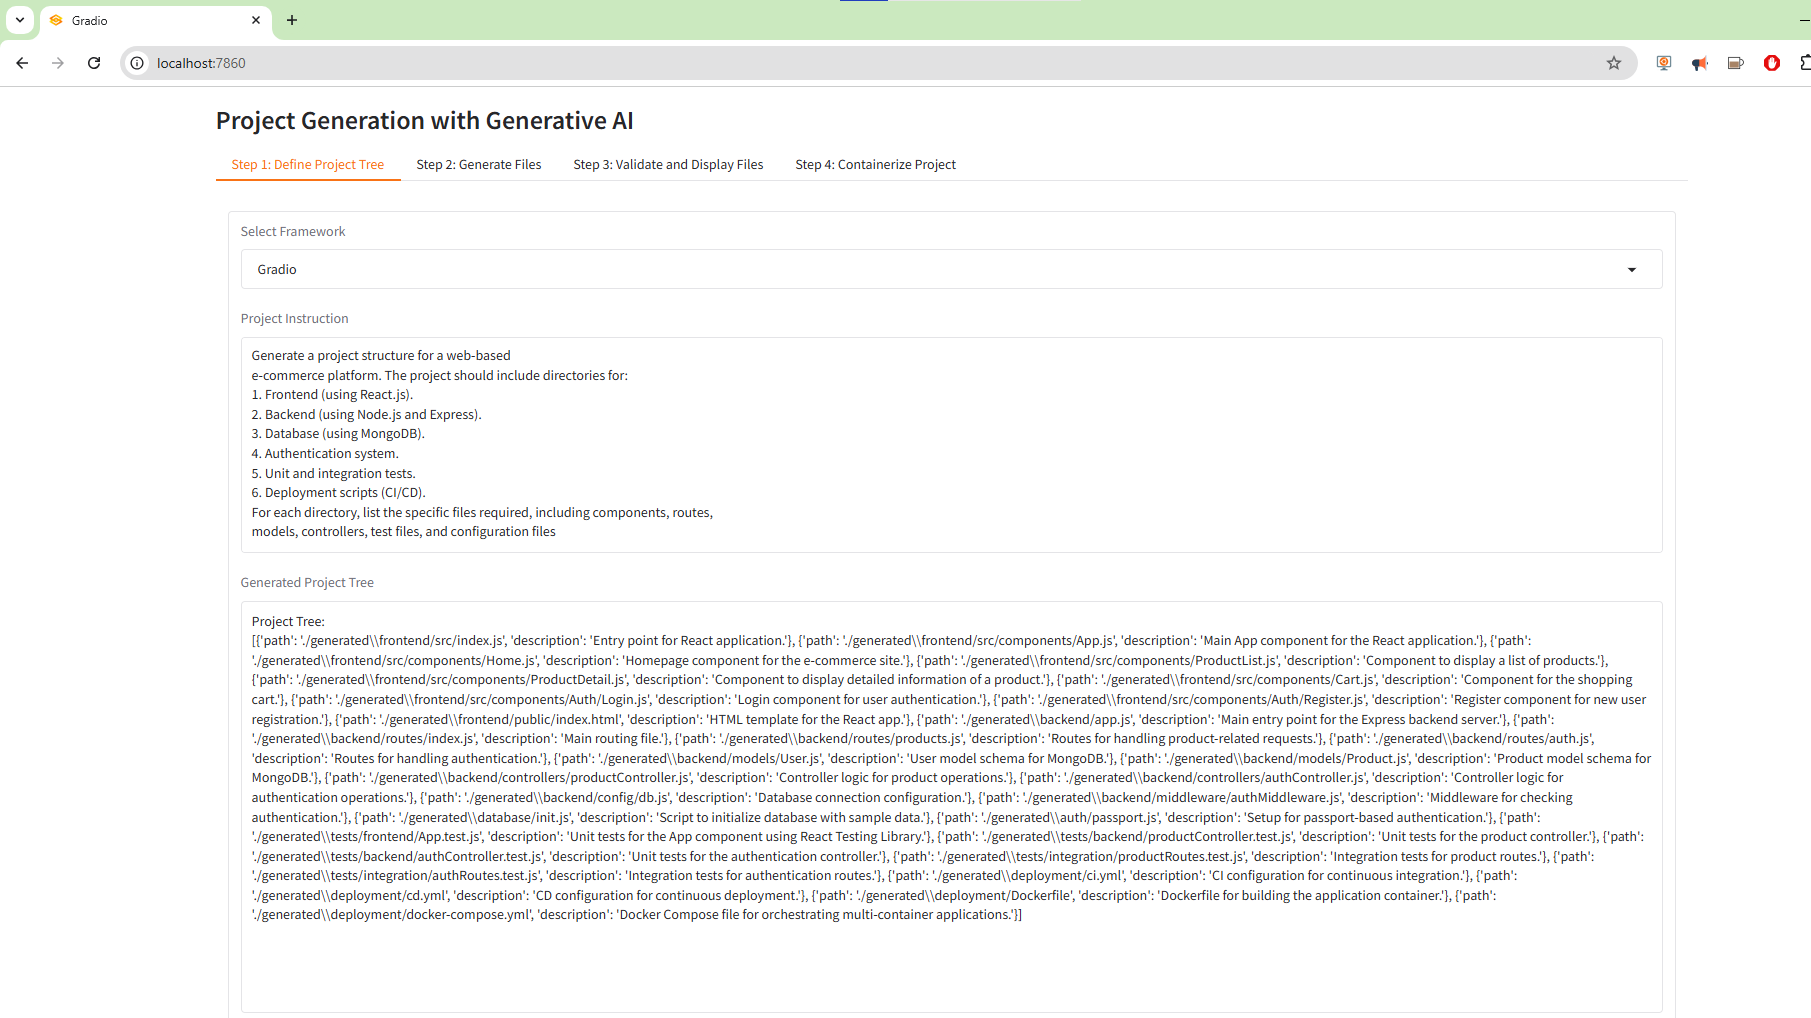 Gradio
localhost:7860
Project Generation with Generative AI
Step 1: Define Project Tree
Step 2: Generate Files
Step 3: Validate and Display Files
Step 4: Containerize Project
Select Framework
Gradio
Project Instruction
Generate a project structure for a web-based
e-commerce platform. The project should include directories for:
1. Frontend (using React.js).
2. Backend (using Node.js and Express).
3. Database (using MongoDB).
4. Authentication system.
5. Unit and integration tests.
6. Deployment scripts (CI/CD).
For each directory, list the specific files required, including components, routes,
models, controllers, test files, and configuration files
Generated Project Tree
Project Tree:
[{'path': './generated\\frontend/src/index.js', 'description': 'Entry point for React application.'}, {'path': './generated\\frontend/src/components/App.js', 'description': 'Main App component for the React application.'}, {'path':
'./generated\\frontend/src/components/Home.js', 'description': 'Homepage component for the e-commerce site.'}, {'path': './generated\\frontend/src/components/ProductList.js', 'description': 'Component to display a list of products.'},
{'path': './generated\\frontend/src/components/ProductDetail.js', 'description': 'Component to display detailed information of a product.'}, {'path': './generated\\frontend/src/components/Cart.js', 'description': 'Component for the shopping
cart.'}, {'path': './generated\\frontend/src/components/Auth/Login.js', 'description': 'Login component for user authentication.'}, {'path': './generated\\frontend/src/components/Auth/Register.js', 'description': 'Register component for new user
registration.'}, {'path': './generated\\frontend/public/index.html', 'description': 'HTML template for the React app.'}, {'path': './generated\\backend/app.js', 'description': 'Main entry point for the Express backend server.'}, {'path':
'./generated\\backend/routes/index.js', 'description': 'Main routing file.'}, {'path': './generated\\backend/routes/products.js', 'description': 'Routes for handling product-related requests.'}, {'path': './generated\\backend/routes/auth.js',
'description': 'Routes for handling authentication.'}, {'path': './generated\\backend/models/User.js', 'description': 'User model schema for MongoDB.'}, {'path': './generated\\backend/models/Product.js', 'description': 'Product model schema for
MongoDB.'}, {'path': './generated\\backend/controllers/productController.js', 'description': 'Controller logic for product operations.'}, {'path': './generated\\backend/controllers/authController.js', 'description': 'Controller logic for
authentication operations.'}, {'path': './generated\\backend/config/db.js', 'description': 'Database connection configuration.'}, {'path': './generated\\backend/middleware/authMiddleware.js', 'description': 'Middleware for checking
authentication.'}, {'path': './generated\\database/init.js', 'description': 'Script to initialize database with sample data.'}, {'path': './generated\\auth/passport.js', 'description': 'Setup for passport-based authentication.'}, {'path':
'./generated\\tests/frontend/App.test.js', 'description': 'Unit tests for the App component using React Testing Library.'}, {'path': './generated\\tests/backend/productController.test.js', 'description': 'Unit tests for the product controller.'}, {'path':
'./generated\\tests/backend/authController.test.js', 'description': 'Unit tests for the authentication controller.'}, {'path': './generated\\tests/integration/productRoutes.test.js', 'description': 'Integration tests for product routes.'}, {'path':
'./generated\\tests/integration/authRoutes.test.js', 'description': 'Integration tests for authentication routes.'}, {'path': './generated\\deployment/ci.yml', 'description': 'CI configuration for continuous integration.'}, {'path':
'./generated\\deployment/cd.yml', 'description': 'CD configuration for continuous deployment.'}, {'path': './generated\\deployment/Dockerfile', 'description': 'Dockerfile for building the application container.'}, {'path':
'./generated\\deployment/docker-compose.yml', 'description': 'Docker Compose file for orchestrating multi-container applications.'}]